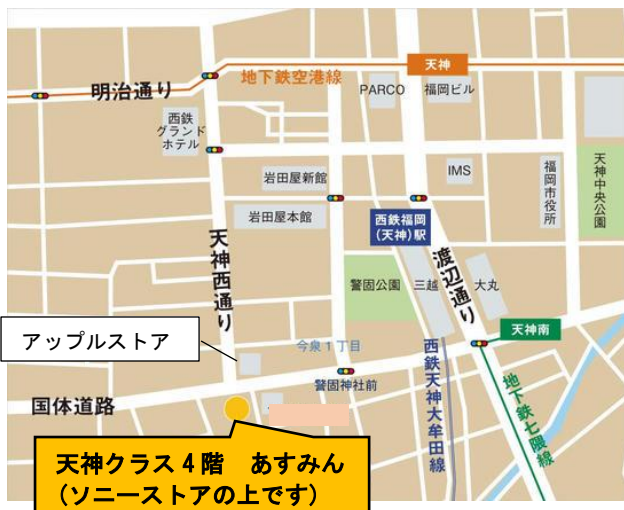 天神
地下鉄空港線
明治通り
PARCO
福岡ビル
西鉄
グランド
ホテル
岩田屋新館
IMS
福岡市役所
天神中央公園
岩田屋本館
西鉄福岡
(天神)駅
天神西通り
渡辺通り
警固公園
三越
大丸
アップルストア
今泉1丁目
天神南
警固神社前
国体道路
西鉄天神大牟田線
地下鉄七隈線
天神クラス4階　あすみん
(ソニーストアの上です)